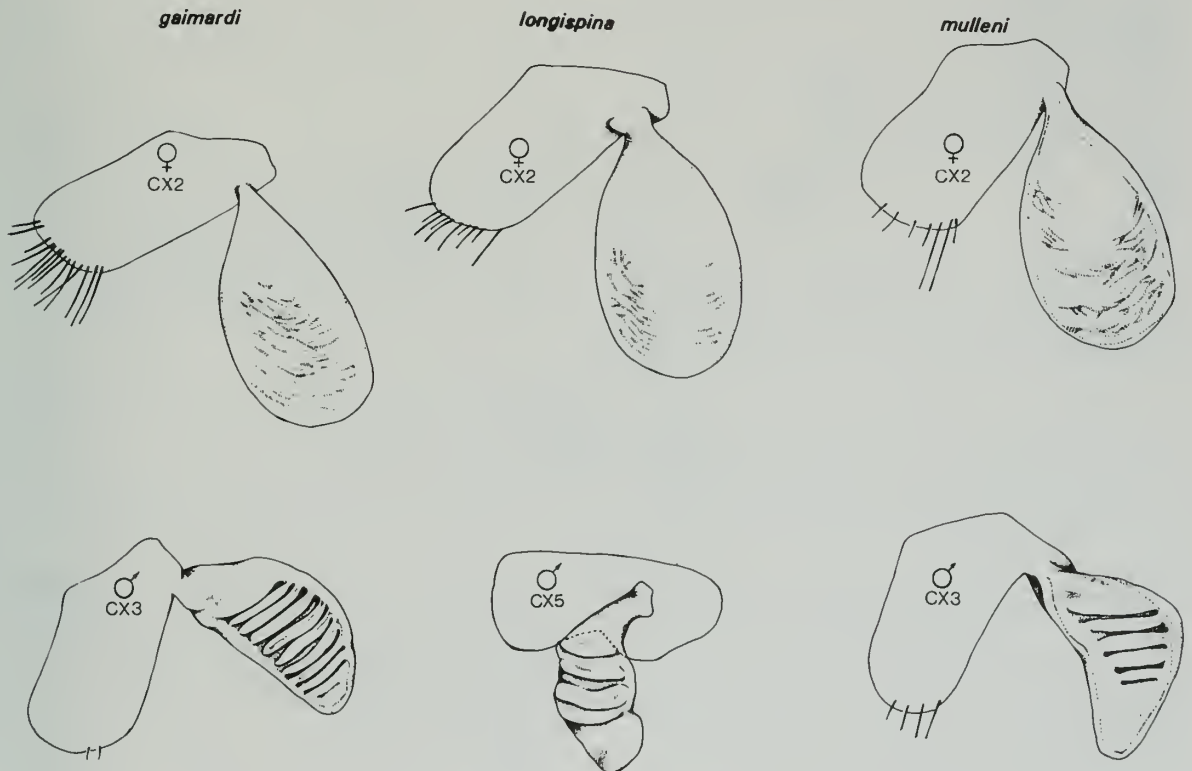 gaimardi
longispina
mulleni
♀
CX2
♀
CX2
♀
CX2
♂
CX3
♂
CX5
♂
CX3